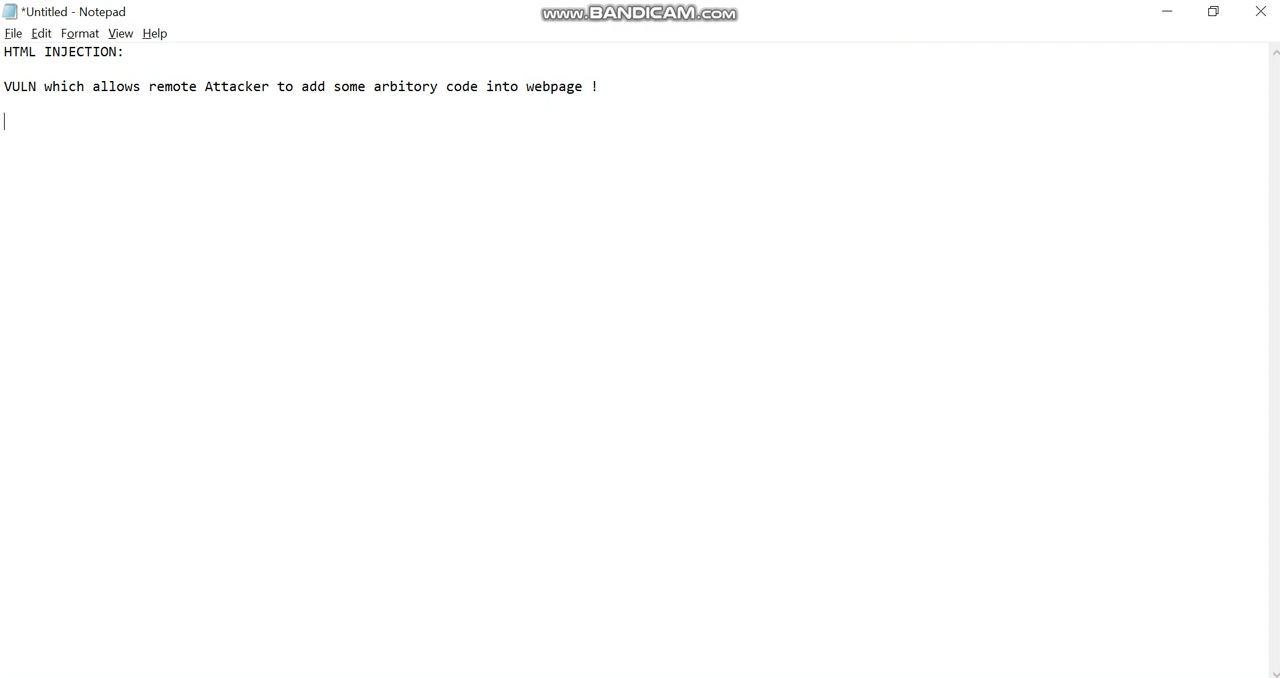 *Untitled - Notepad
www.BANDICAM.com
File Edit Format View Help
HTML INJECTION:
VULN which allows remote Attacker to add some arbitory code into webpage !